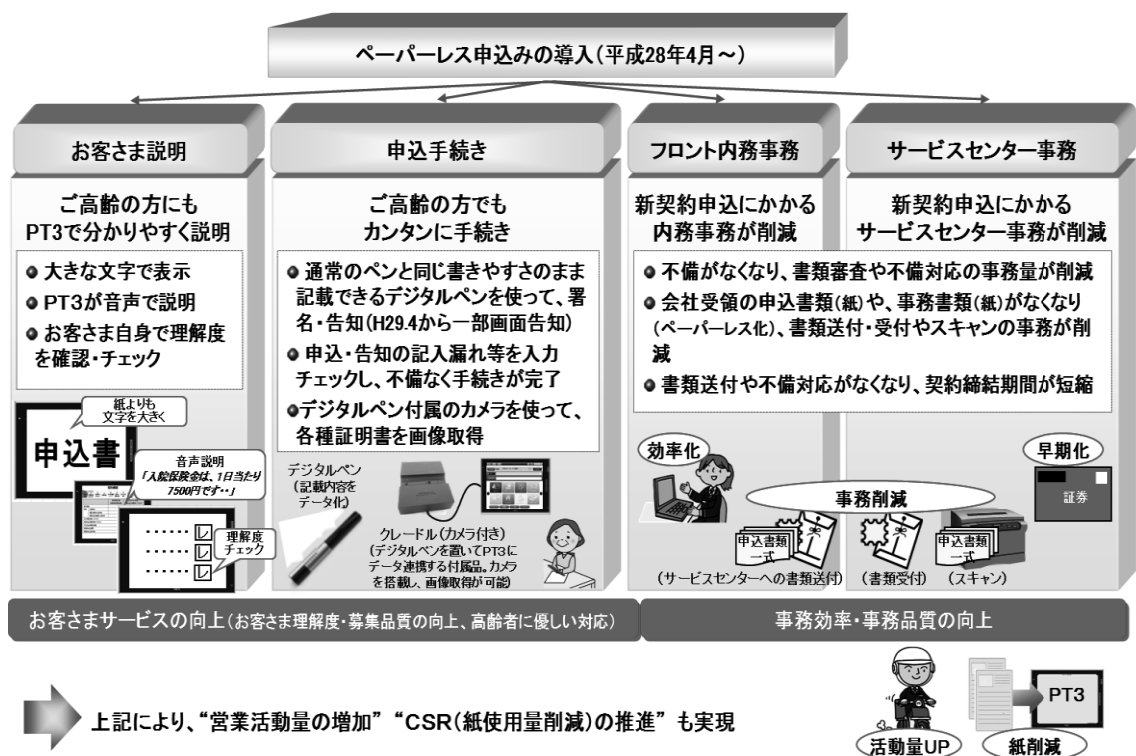 ペーパーレス申込みの導入(平成28年4月～)
お客さま説明
ご高齢の方にも
PT3で分かりやすく説明
● 大きな文字で表示
● PT3が音声で説明
● お客さま自身で理解度
を確認・チェック
紙よりも
文字を大きく
申込書
音声説明
「入院保険金は、1日当たり
7500円です・・」
・・・・・・ レ
・・・・・・ レ
・・・・・・ レ
理解度
チェック
申込手続き
ご高齢の方でも
カンタンに手続き
● 通常のペンと同じ書きやすさのまま
記載できるデジタルペンを使って、署
名・告知(H29.4から一部画面告知)
● 申込・告知の記入漏れ等を入力
チェックし、不備なく手続きが完了
● デジタルペン付属のカメラを使って、
各種証明書を画像取得
デジタルペン
(記載内容を
データ化)
クレードル(カメラ付き)
(デジタルペンを置いてPT3に
データ連携する付属品。カメラ
を搭載し、画像取得が可能)
フロント内務事務
新契約申込にかかる
内務事務が削減
サービスセンター事務
新契約申込にかかる
サービスセンター事務が削減
● 不備がなくなり、書類審査や不備対応の事務量が削減
● 会社受領の申込書類(紙)や、事務書類(紙)がなくなり
(ペーパーレス化)、書類送付・受付やスキャンの事務が削
減
● 書類送付や不備対応がなくなり、契約締結期間が短縮
効率化
早期化
証券
事務削減
申込書類
一式
申込書類
一式
(サービスセンターへの書類送付)
(書類受付)
(スキャン)
お客さまサービスの向上(お客さま理解度・募集品質の向上、高齢者に優しい対応)
事務効率・事務品質の向上
上記により、“営業活動量の増加” “CSR(紙使用量削減)の推進” も実現
活動量UP
PT3
紙削減